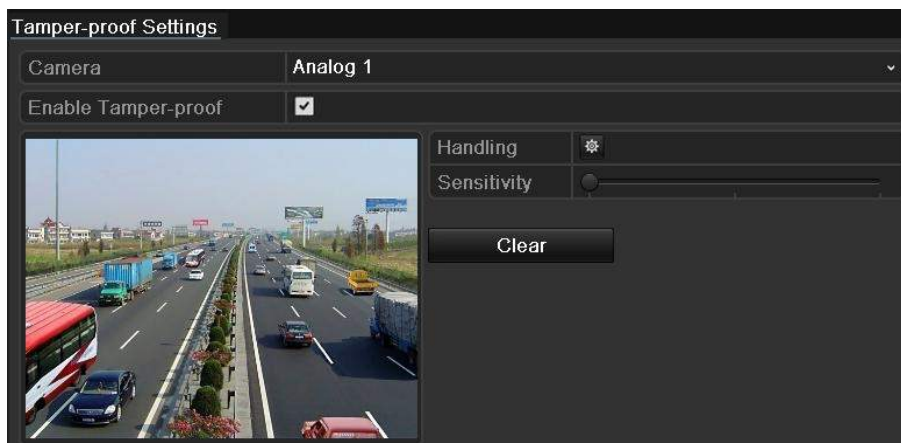 Tamper-proof Settings
Camera Analog 1
Enable Tamper-proof
Handling
Sensitivity
Clear